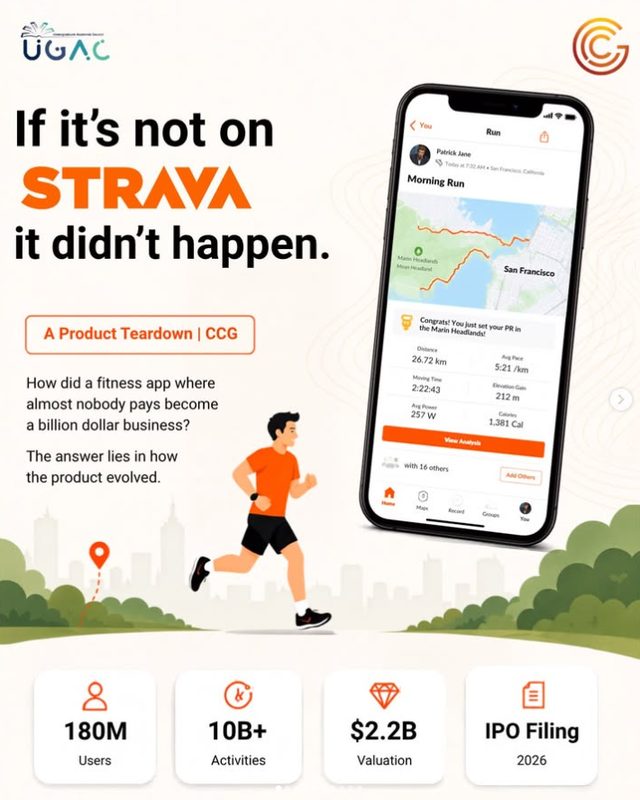 UGAC
CCG
If it's not on
STRAVA
it didn't happen.
A Product Teardown | CCG
How did a fitness app where
almost nobody pays become
a billion dollar business?
The answer lies in how
the product evolved.
You
Run
Patrick Jane
Today at 7:32 AM • San Francisco, California
Morning Run
Marin Headlands
San Francisco
Congrats! You just set your PR in
the Marin Headlands!
Distance
26.72 km
Avg Pace
5:21 /km
Moving Time
2:22:43
Elevation Gain
212 m
Avg Power
257 W
Calories
1,381 Cal
View Analysis
with 16 others
Add Others
Home
Maps
Record
Groups
You
180M
Users
10B+
Activities
$2.2B
Valuation
IPO Filing
2026